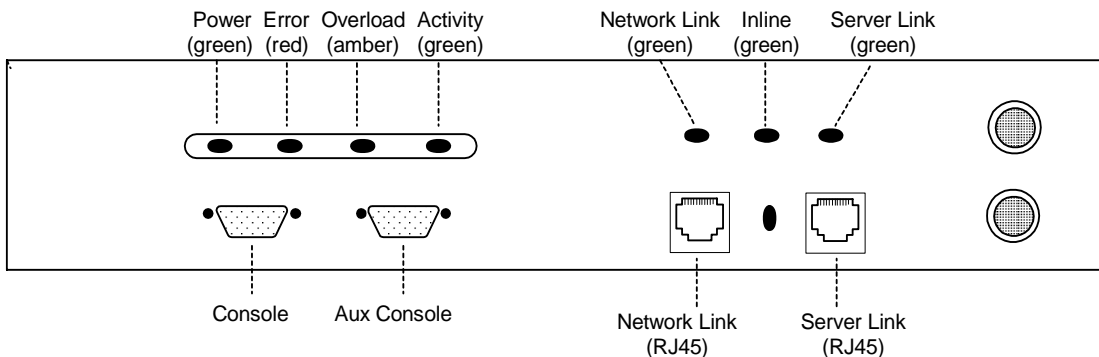 Power Error Overload Activity
(green) (red) (amber) (green)
Network Link Inline Server Link
(green) (green) (green)
Console Aux Console
Network Link Server Link
(RJ45) (RJ45)